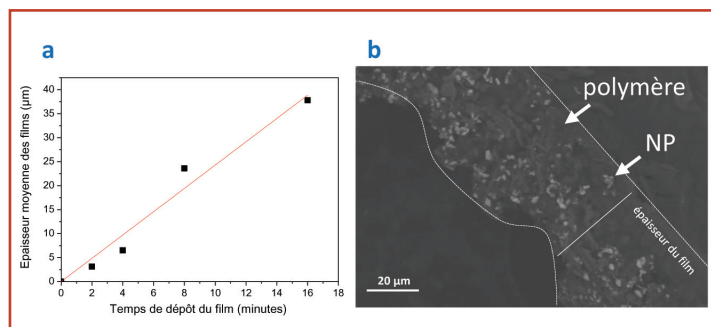 a
Epaisseur moyenne des films (µm)
40
35
30
25
20
15
10
5
0
0 2 4 6 8 10 12 14 16 18
Temps de dépôt du film (minutes)
b
polymère
NP
épaisseur du film
20 µm